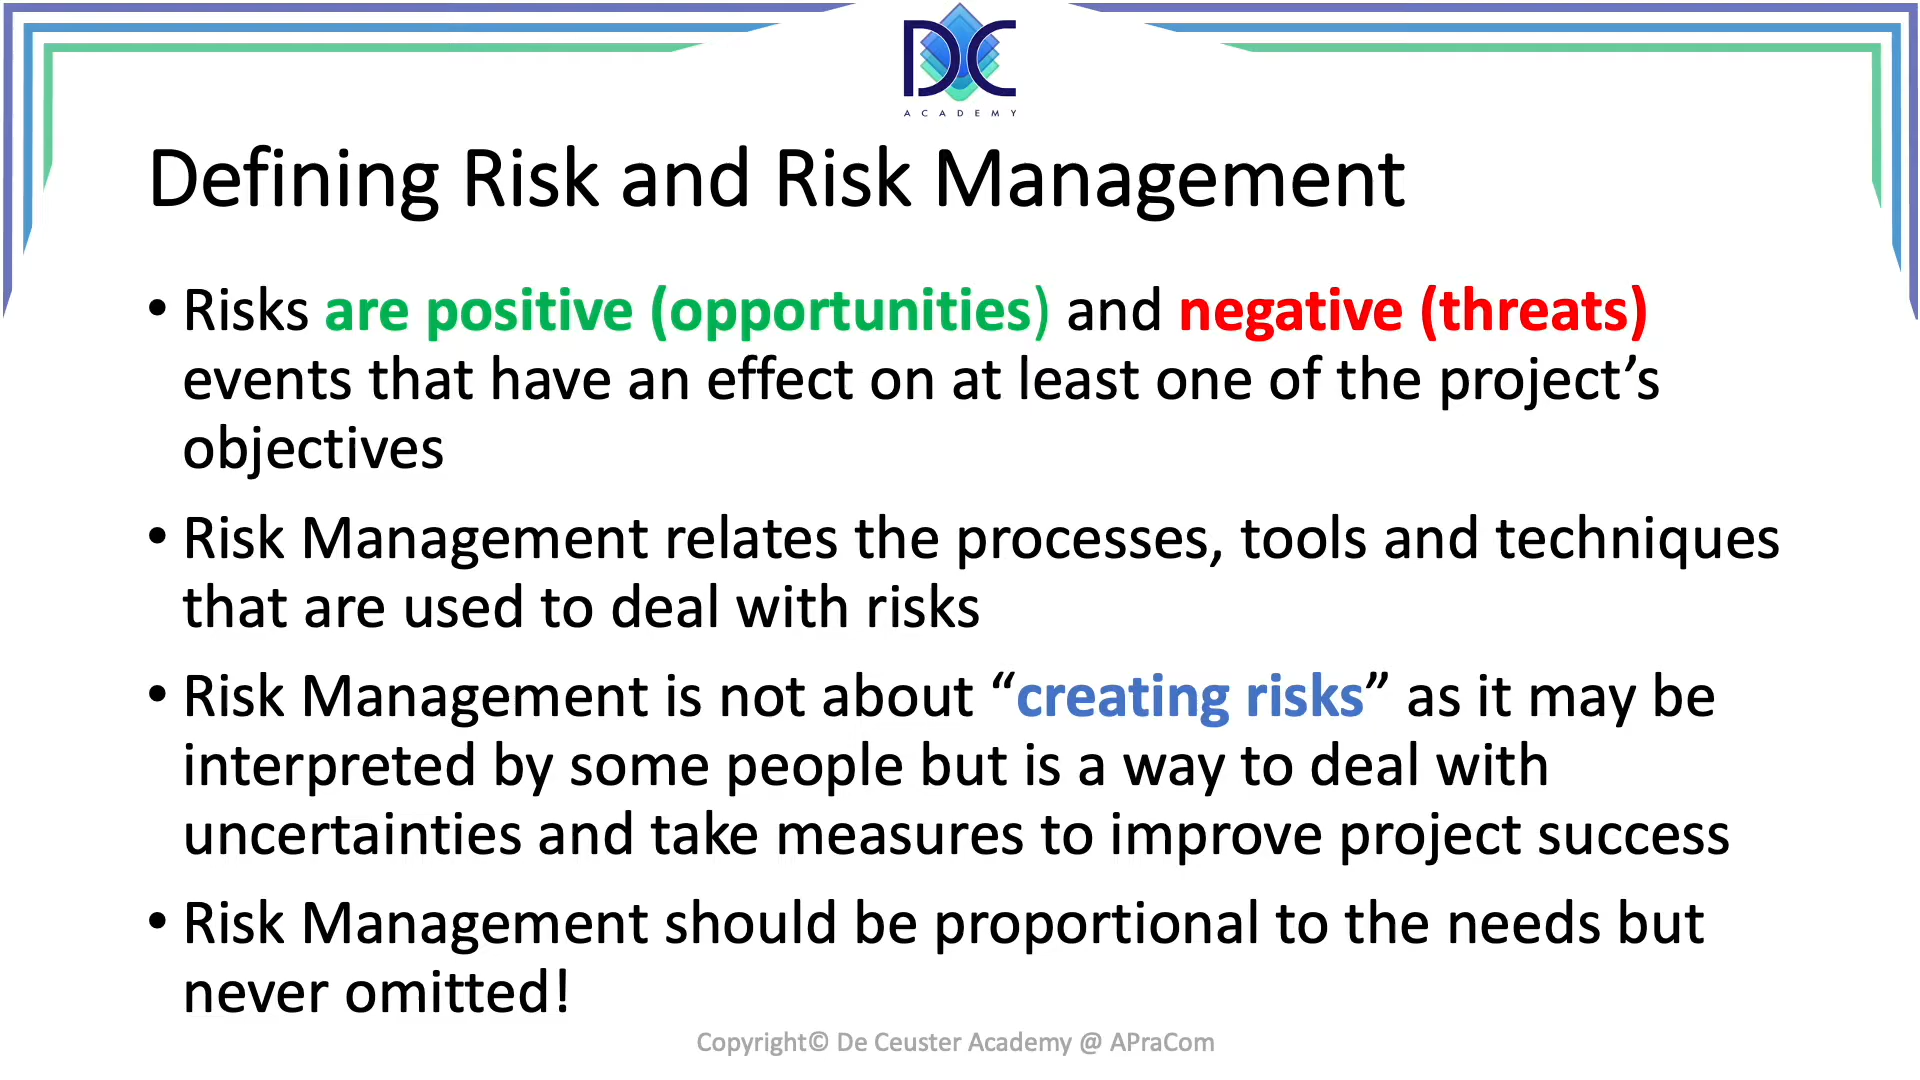 DC
ACADEMY
Defining Risk and Risk Management
• Risks are positive (opportunities) and negative (threats)
events that have an effect on at least one of the project’s
objectives
• Risk Management relates the processes, tools and techniques
that are used to deal with risks
• Risk Management is not about “creating risks” as it may be
interpreted by some people but is a way to deal with
uncertainties and take measures to improve project success
• Risk Management should be proportional to the needs but
never omitted!
Copyright© De Ceuster Academy @ APraCom